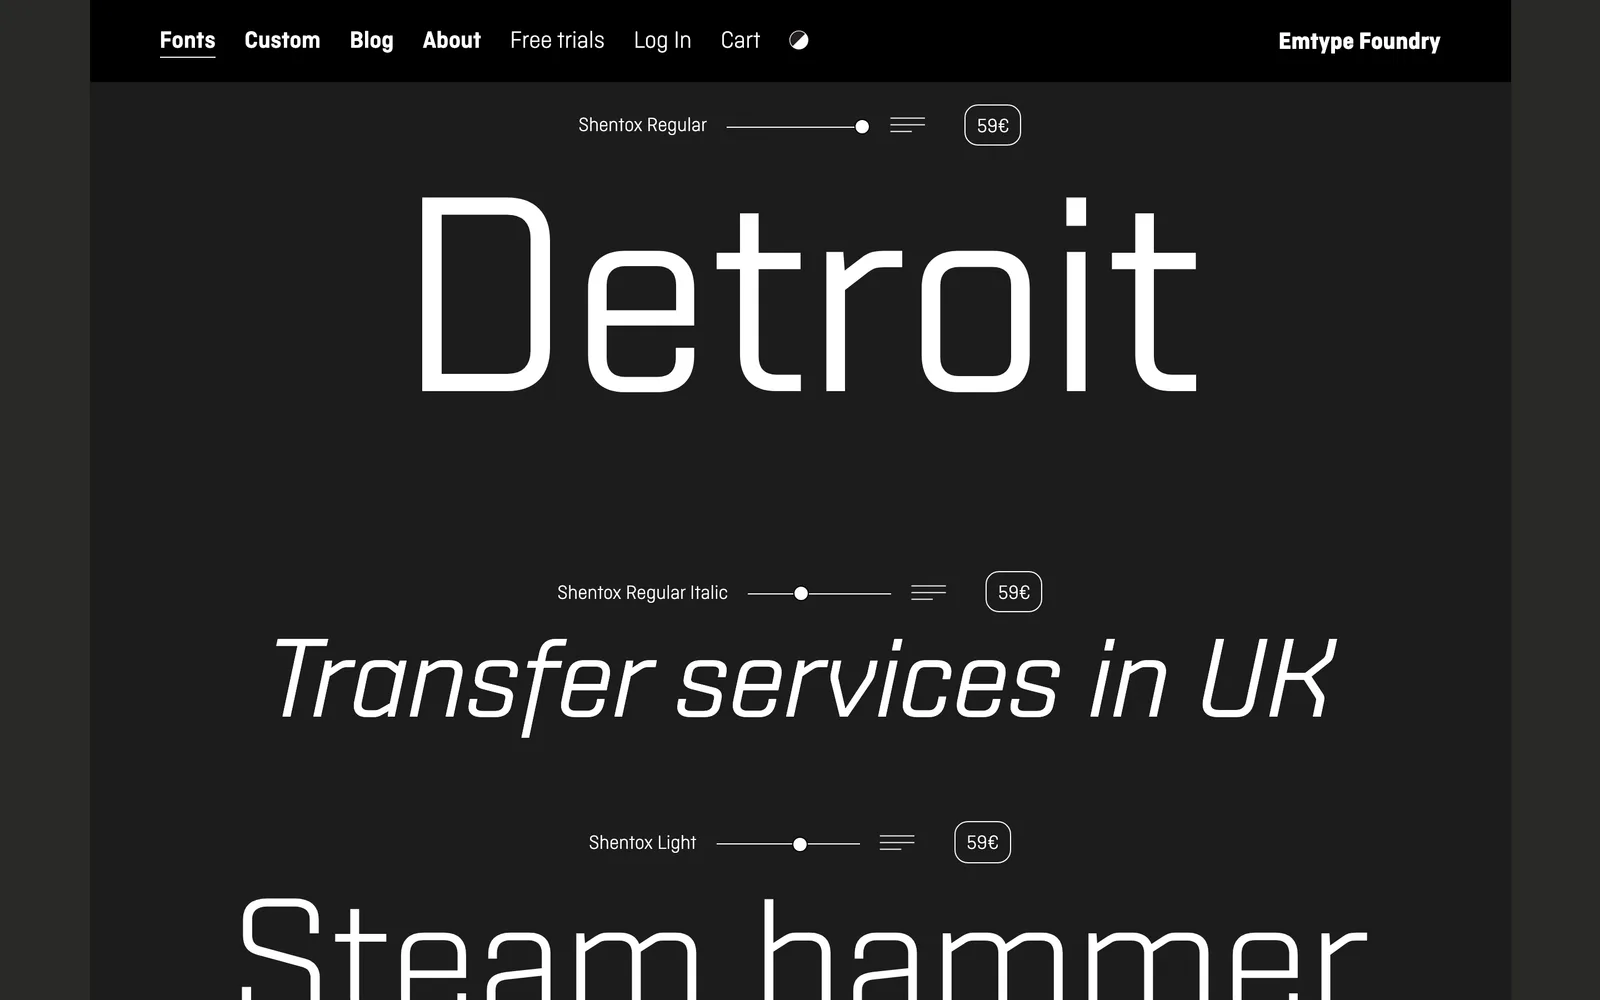 Fonts Custom Blog About Free trials Log In Cart Emtype Foundry
Shentox Regular 59€
Detroit
Shentox Regular Italic 59€
Transfer services in UK
Shentox Light 59€
Steam hammer